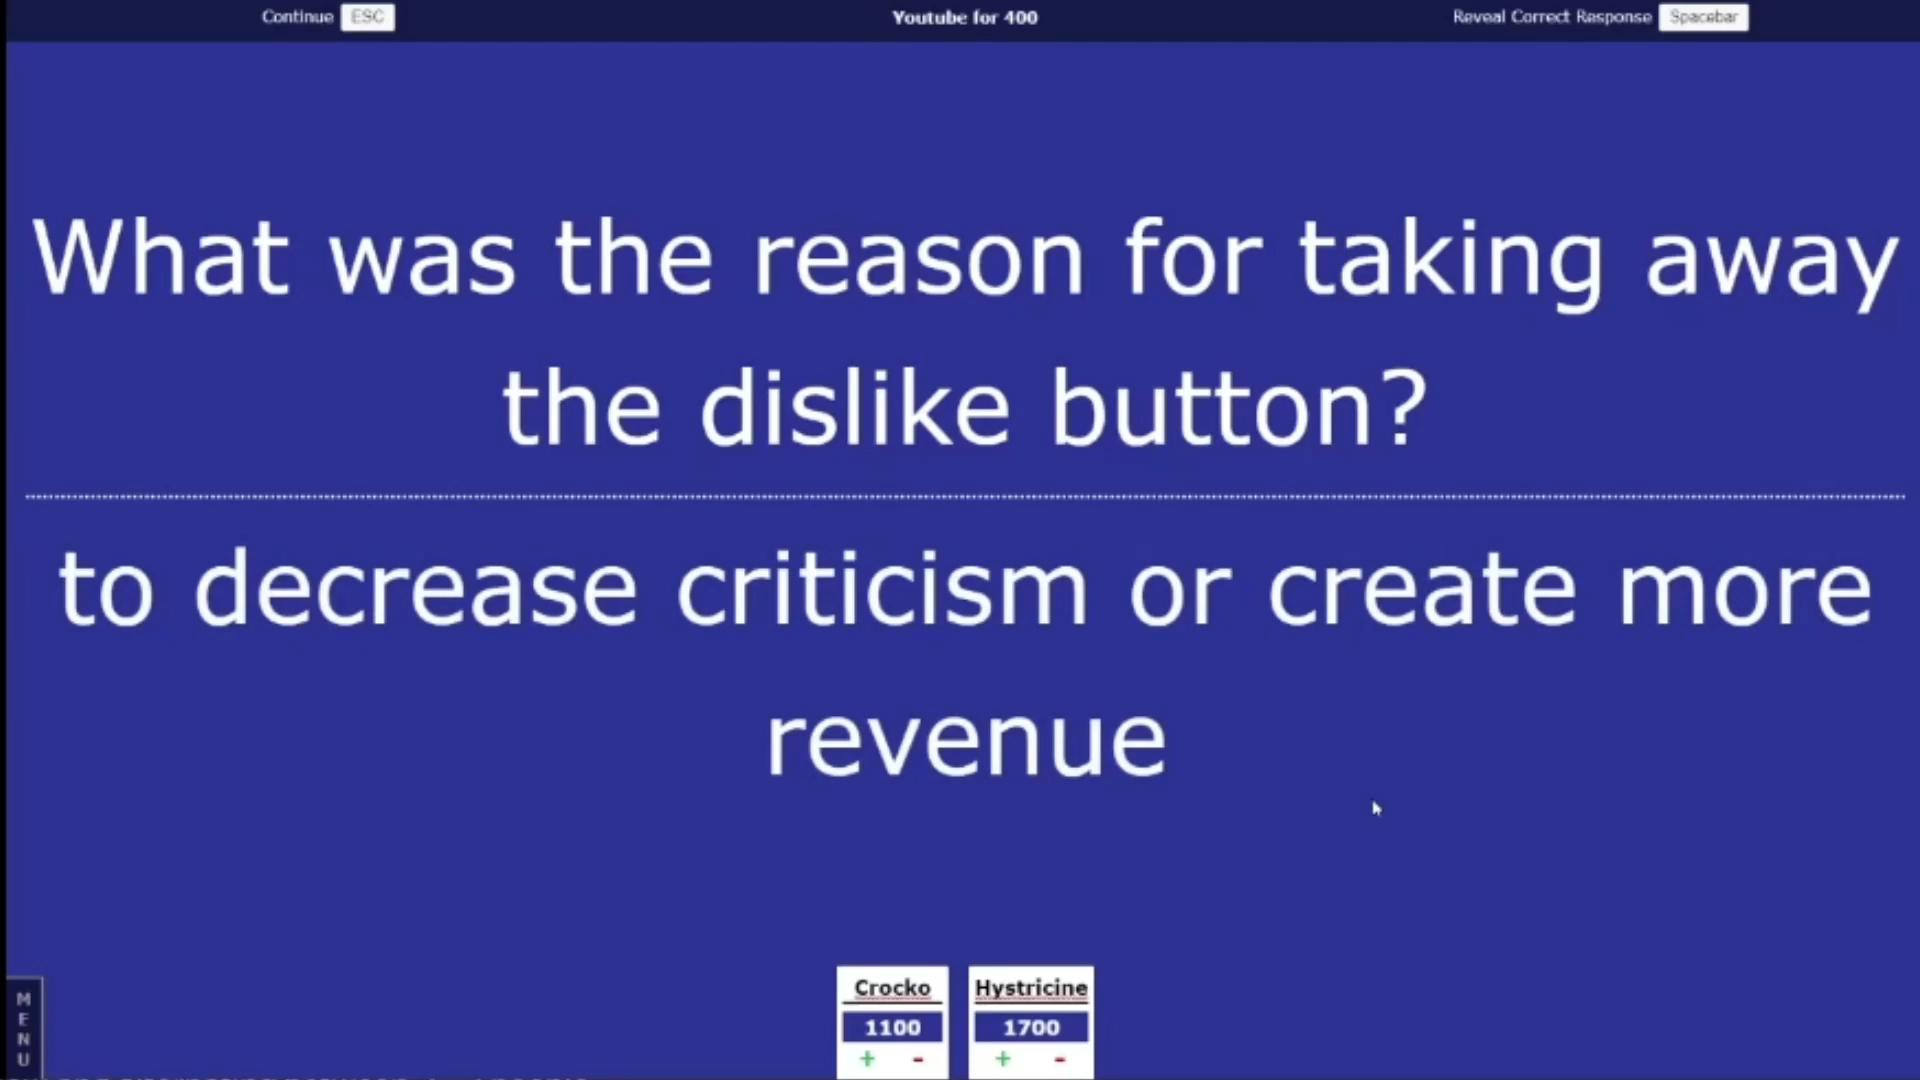 Continue ESC Youtube for 400 Reveal Correct Response Spacebar
What was the reason for taking away
the dislike button?
to decrease criticism or create more
revenue
MENU
Crocko Hystricine
1100 1700
+ - + -